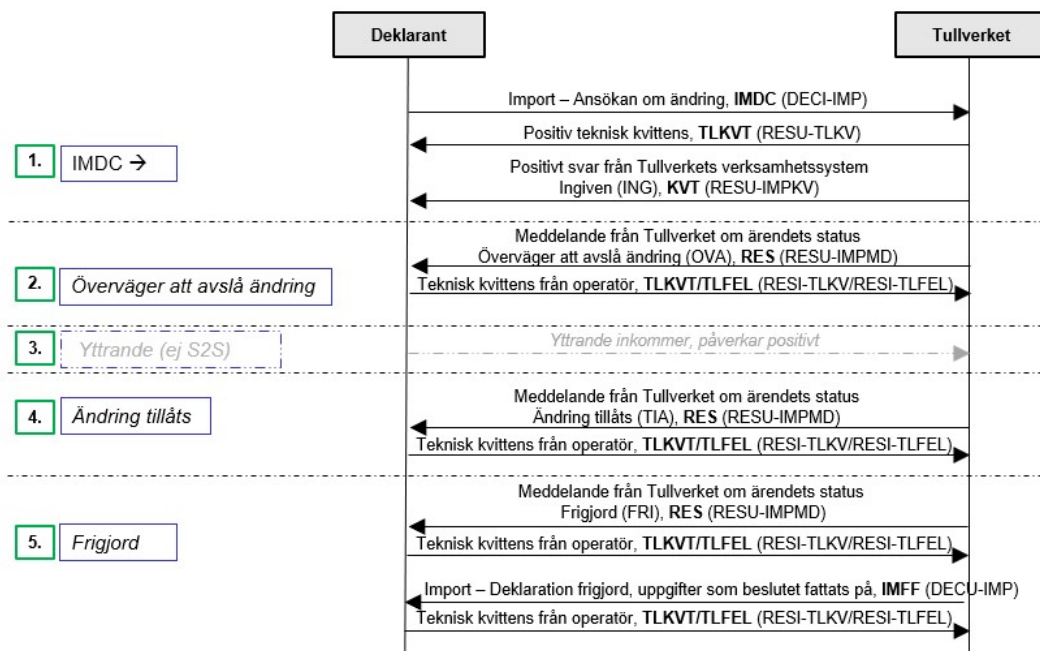 Deklarant
Tullverket
Import – Ansökan om ändring, IMDC (DECI-IMP)
Positiv teknisk kvittens, TLKVT (RESU-TLKV)
1.
IMDC →
Positivt svar från Tullverkets verksamhetssystem
Ingiven (ING), KVT (RESU-IMPKV)
Meddelande från Tullverket om ärendets status
Överväger att avslå ändring (OVA), RES (RESU-IMPMD)
2.
Överväger att avslå ändring
Teknisk kvittens från operatör, TLKVT/TLFEL (RESI-TLKV/RESI-TLFEL)
3.
Yttrande (ej S2S)
Yttrande inkommer, påverkar positivt
4.
Ändring tillåts
Meddelande från Tullverket om ärendets status
Ändring tillåts (TIA), RES (RESU-IMPMD)
Teknisk kvittens från operatör, TLKVT/TLFEL (RESI-TLKV/RESI-TLFEL)
Meddelande från Tullverket om ärendets status
Frigjord (FRI), RES (RESU-IMPMD)
5.
Frigjord
Teknisk kvittens från operatör, TLKVT/TLFEL (RESI-TLKV/RESI-TLFEL)
Import – Deklaration frigjord, uppgifter som beslutet fattats på, IMFF (DECU-IMP)
Teknisk kvittens från operatör, TLKVT/TLFEL (RESI-TLKV/RESI-TLFEL)